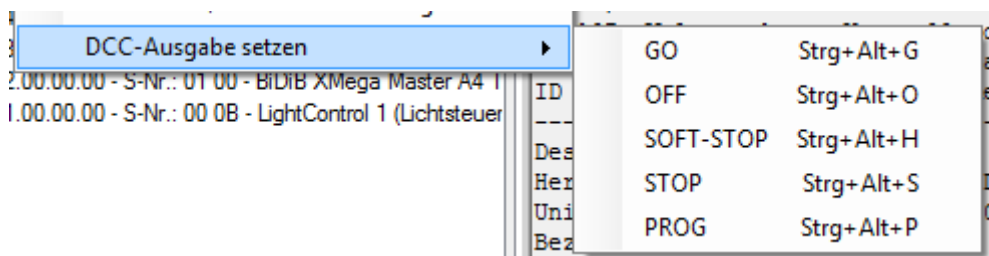 DCC-Ausgabe setzen
2.00.00.00 - S-Nr.: 01 00 - BiDiB XMega Master A4
1.00.00.00 - S-Nr.: 00 0B - LightControl 1 (Lichtsteuer
ID
---
Des
Her
Uni
Bez
GO Strg+Alt+G
OFF Strg+Alt+O
SOFT-STOP Strg+Alt+H
STOP Strg+Alt+S
PROG Strg+Alt+P